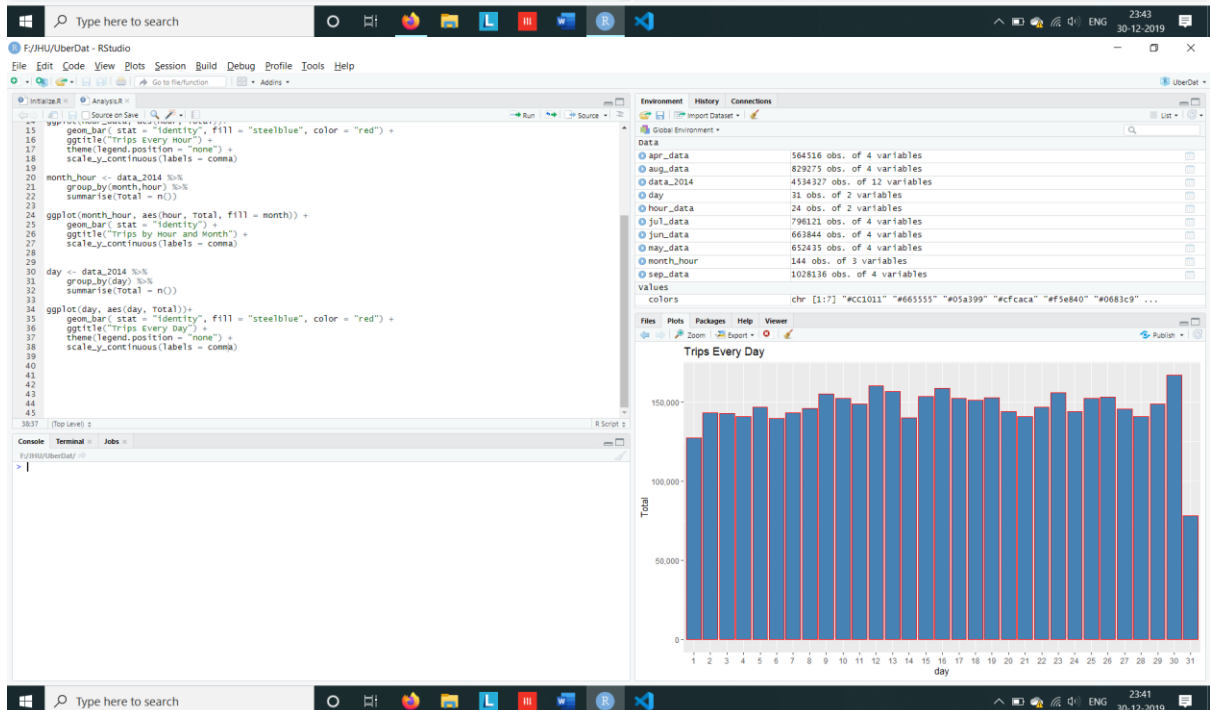 Type here to search
L
W
R
ENG
23:43
30-12-2019
R F:/JHU/UberDat - RStudio
File Edit Code View Plots Session Build Debug Profile Tools Help
Go to file/function
Addins
UberDat
Initialize.R
Analysis.R
Source on Save
Run
Source
14 ggplot(hour_data, aes(hour, Total))+
15 geom_bar( stat = "identity", fill = "steelblue", color = "red") +
16 ggtitle("Trips Every Hour") +
17 theme(legend.position = "none") +
18 scale_y_continuous(labels = comma)
19
20 month_hour <- data_2014 %>%
21 group_by(month,hour) %>%
22 summarise(Total = n())
23
24 ggplot(month_hour, aes(hour, Total, fill = month)) +
25 geom_bar( stat = "identity") +
26 ggtitle("Trips by Hour and Month") +
27 scale_y_continuous(labels = comma)
28
29
30 day <- data_2014 %>%
31 group_by(day) %>%
32 summarise(Total = n())
33
34 ggplot(day, aes(day, Total))+
35 geom_bar( stat = "identity", fill = "steelblue", color = "red") +
36 ggtitle("Trips Every Day") +
37 theme(legend.position = "none") +
38 scale_y_continuous(labels = comma)
39
40
41
42
43
44
45
38:37 (Top Level) R Script
Console Terminal Jobs
F:/JHU/UberDat/
>
Environment History Connections
Import Dataset
List
Global Environment
Data
apr_data 564516 obs. of 4 variables
aug_data 829275 obs. of 4 variables
data_2014 4534327 obs. of 12 variables
day 31 obs. of 2 variables
hour_data 24 obs. of 2 variables
jul_data 796121 obs. of 4 variables
jun_data 663844 obs. of 4 variables
may_data 652435 obs. of 4 variables
month_hour 144 obs. of 3 variables
sep_data 1028136 obs. of 4 variables
values
colors chr [1:7] "#CC1011" "#665555" "#05a399" "#cfcaca" "#f5e840" "#0683c9" ...
Files Plots Packages Help Viewer
Zoom Export Publish
Trips Every Day
150,000
100,000
50,000
0
Total
1 2 3 4 5 6 7 8 9 10 11 12 13 14 15 16 17 18 19 20 21 22 23 24 25 26 27 28 29 30 31
day
Type here to search
L
W
R
ENG
23:41
30-12-2019